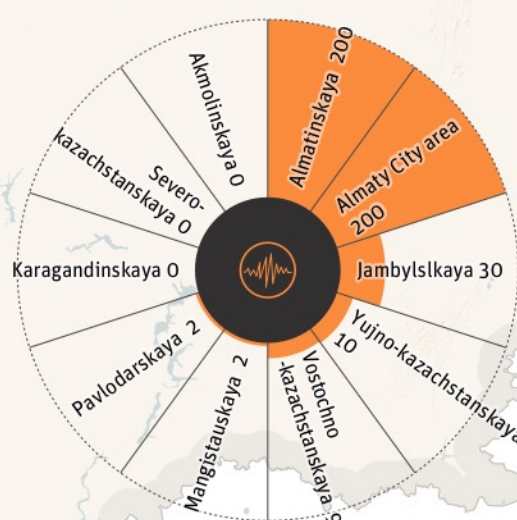 Almatinskaya 200
Almaty City area
200
Jambylslkaya 30
Yujno-kazachstanskaya
10
Vostochno
-kazachstanskaya
Mangistauskaya 2
Pavlodarskaya 2
Karagandinskaya 0
Severo-
kazachstanskaya 0
Akmolinskaya 0